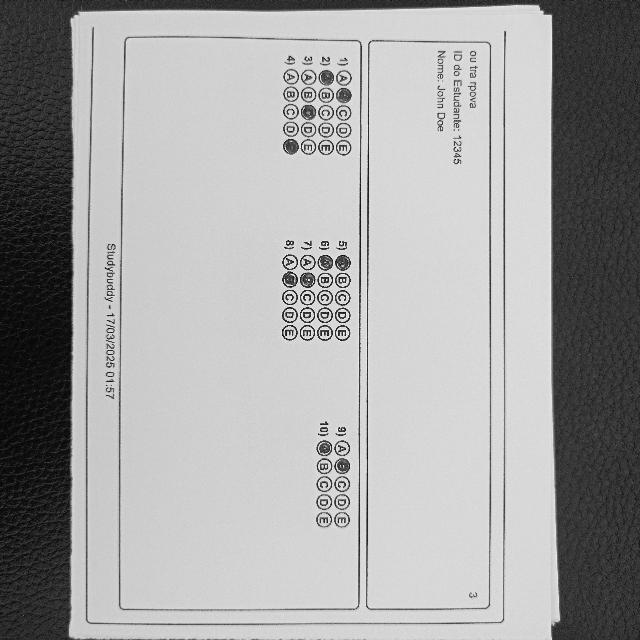 ou tra rpova 3
ID do Estudante: 12345
Nome: John Doe
1) A C D E
2) B C D E
3) A B D E
4) A B C D
5) B C D E
6) B C D E
7) A C D E
8) A C D E
9) A C D E
10) B C D E
Studybuddy - 17/03/2025 01:57